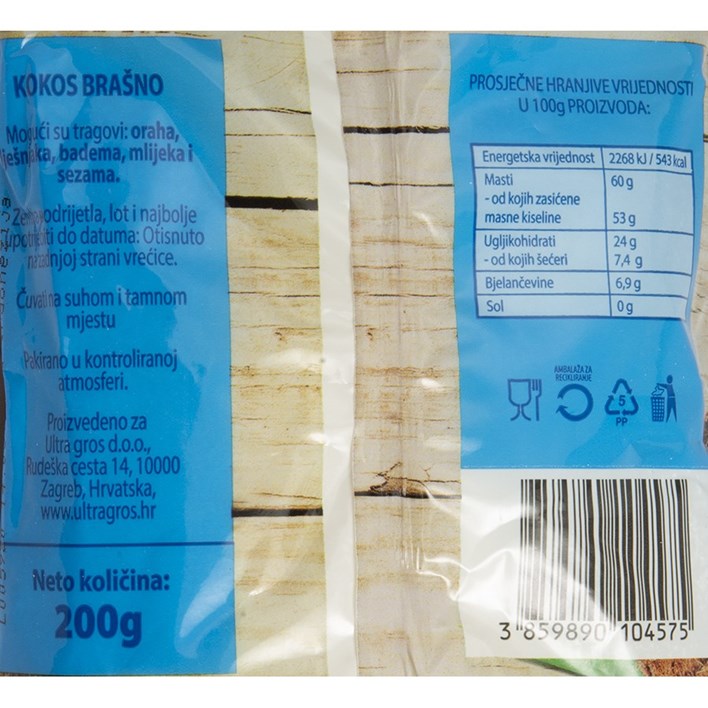 KOKOS BRAŠNO
Mogući su tragovi: oraha,
lješnjaka, badema, mlijeka i
sezama.
Zemlja podrijetla, lot i najbolje
upotrijebiti do datuma: Otisnuto
na zadnjoj strani vrećice.
Čuvati na suhom i tamnom
mjestu
Pakirano u kontroliranoj
atmosferi.
Proizvedeno za
Ultra gros d.o.o.,
Rudeška cesta 14, 10000
Zagreb, Hrvatska,
www.ultragros.hr
Neto količina:
200g
PROSJEČNE HRANJIVE VRIJEDNOSTI
U 100g PROIZVODA:
Energetska vrijednost 2268 kJ / 543 kcal
Masti 60 g
- od kojih zasićene
masne kiseline 53 g
Ugljikohidrati 24 g
- od kojih šećeri 7,4 g
Bjelančevine 6,9 g
Sol 0 g
AMBALAŽA ZA
RECIKLIRANJE
5
PP
3 859890 104575